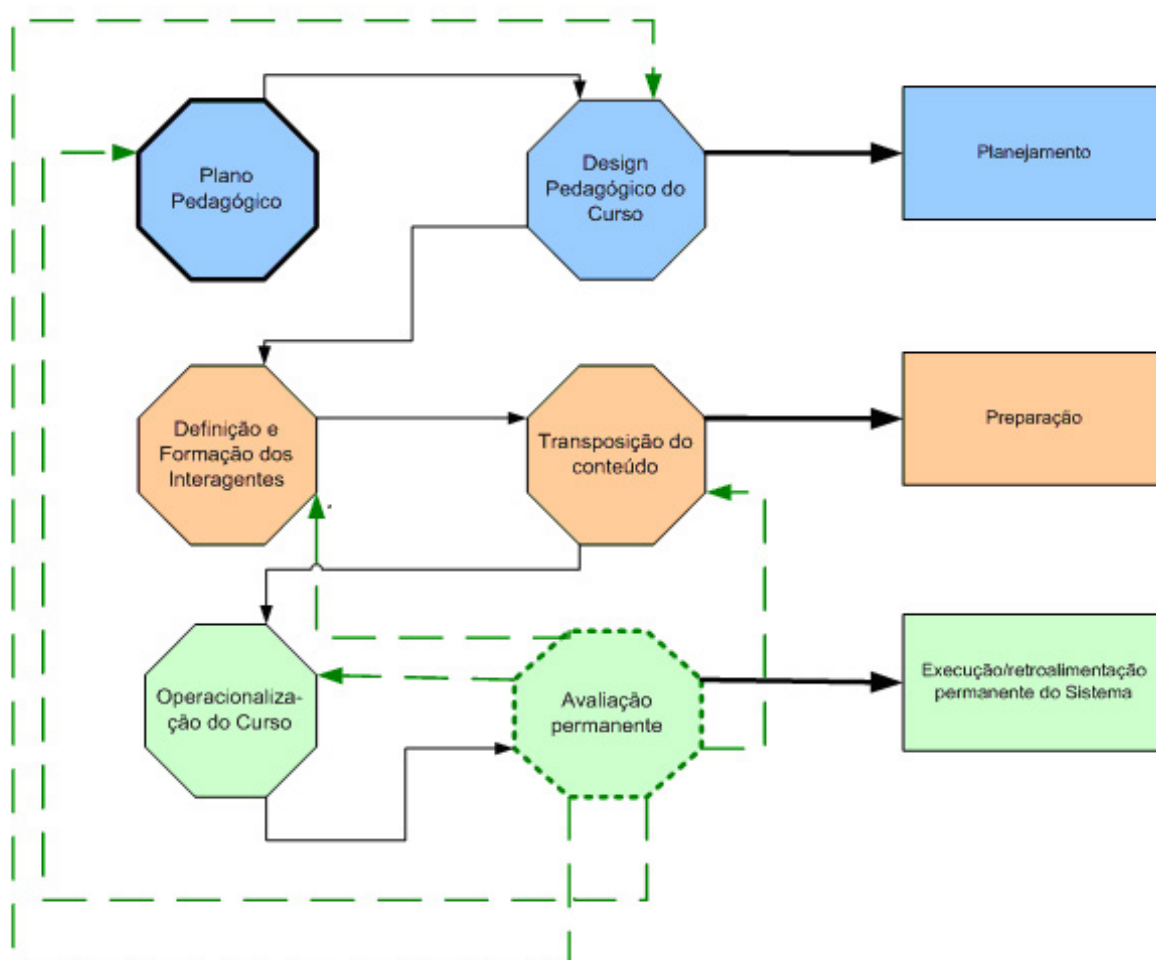 Plano
Pedagógico
Design
Pedagógico do
Curso
Planejamento
Definição e
Formação dos
Interagentes
Transposição do
conteúdo
Preparação
Operacionaliza-
ção do Curso
Avaliação
permanente
Execução/retroalimentação
permanente do Sistema